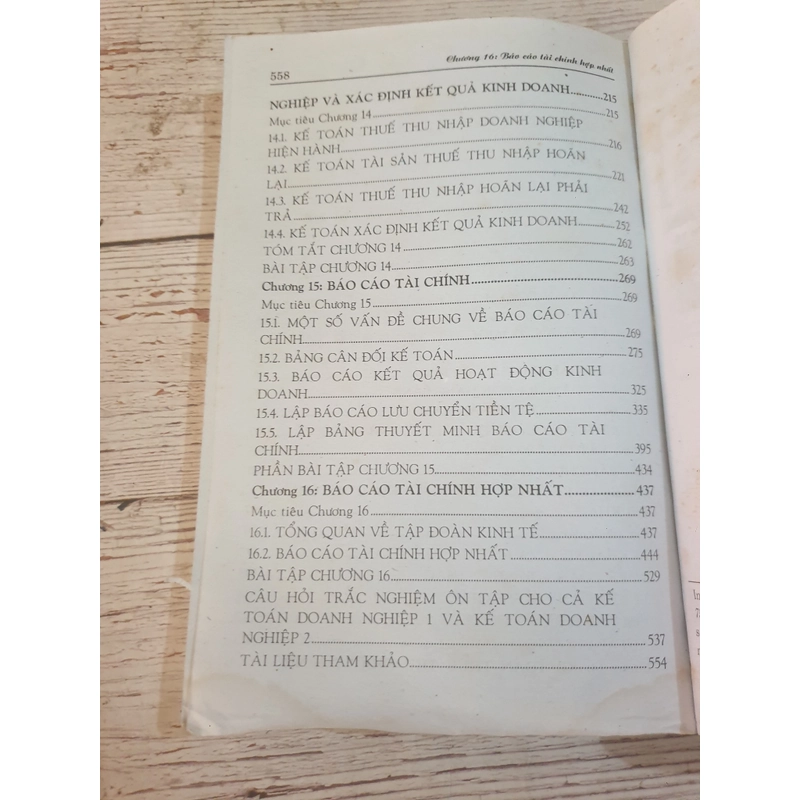 558
Chương 16: Báo cáo tài chính hợp nhất
NGHIỆP VÀ XÁC ĐỊNH KẾT QUẢ KINH DOANH............215
Mục tiêu Chương 14..........215
14.1. KẾ TOÁN THUẾ THU NHẬP DOANH NGHIỆP
HIỆN HÀNH..........216
14.2. KẾ TOÁN TÀI SẢN THUẾ THU NHẬP HOÃN
LẠI..........221
14.3. KẾ TOÁN THUẾ THU NHẬP HOÃN LẠI PHẢI
TRẢ..........242
14.4. KẾ TOÁN XÁC ĐỊNH KẾT QUẢ KINH DOANH..........252
TÓM TẮT CHƯƠNG 14..........262
BÀI TẬP CHƯƠNG 14..........263
Chương 15: BÁO CÁO TÀI CHÍNH..........269
Mục tiêu Chương 15..........269
15.1. MỘT SỐ VẤN ĐỀ CHUNG VỀ BÁO CÁO TÀI
CHÍNH..........269
15.2. BẢNG CÂN ĐỐI KẾ TOÁN..........275
15.3. BÁO CÁO KẾT QUẢ HOẠT ĐỘNG KINH
DOANH..........325
15.4. LẬP BÁO CÁO LƯU CHUYỂN TIỀN TỆ..........335
15.5. LẬP BẢNG THUYẾT MINH BÁO CÁO TÀI
CHÍNH..........395
PHẦN BÀI TẬP CHƯƠNG 15..........434
Chương 16: BÁO CÁO TÀI CHÍNH HỢP NHẤT..........437
Mục tiêu Chương 16..........437
16.1. TỔNG QUAN VỀ TẬP ĐOÀN KINH TẾ..........437
16.2. BÁO CÁO TÀI CHÍNH HỢP NHẤT..........444
BÀI TẬP CHƯƠNG 16..........529
CÂU HỎI TRẮC NGHIỆM ÔN TẬP CHO CẢ KẾ
TOÁN DOANH NGHIỆP 1 VÀ KẾ TOÁN DOANH
NGHIỆP 2..........537
TÀI LIỆU THAM KHẢO..........554